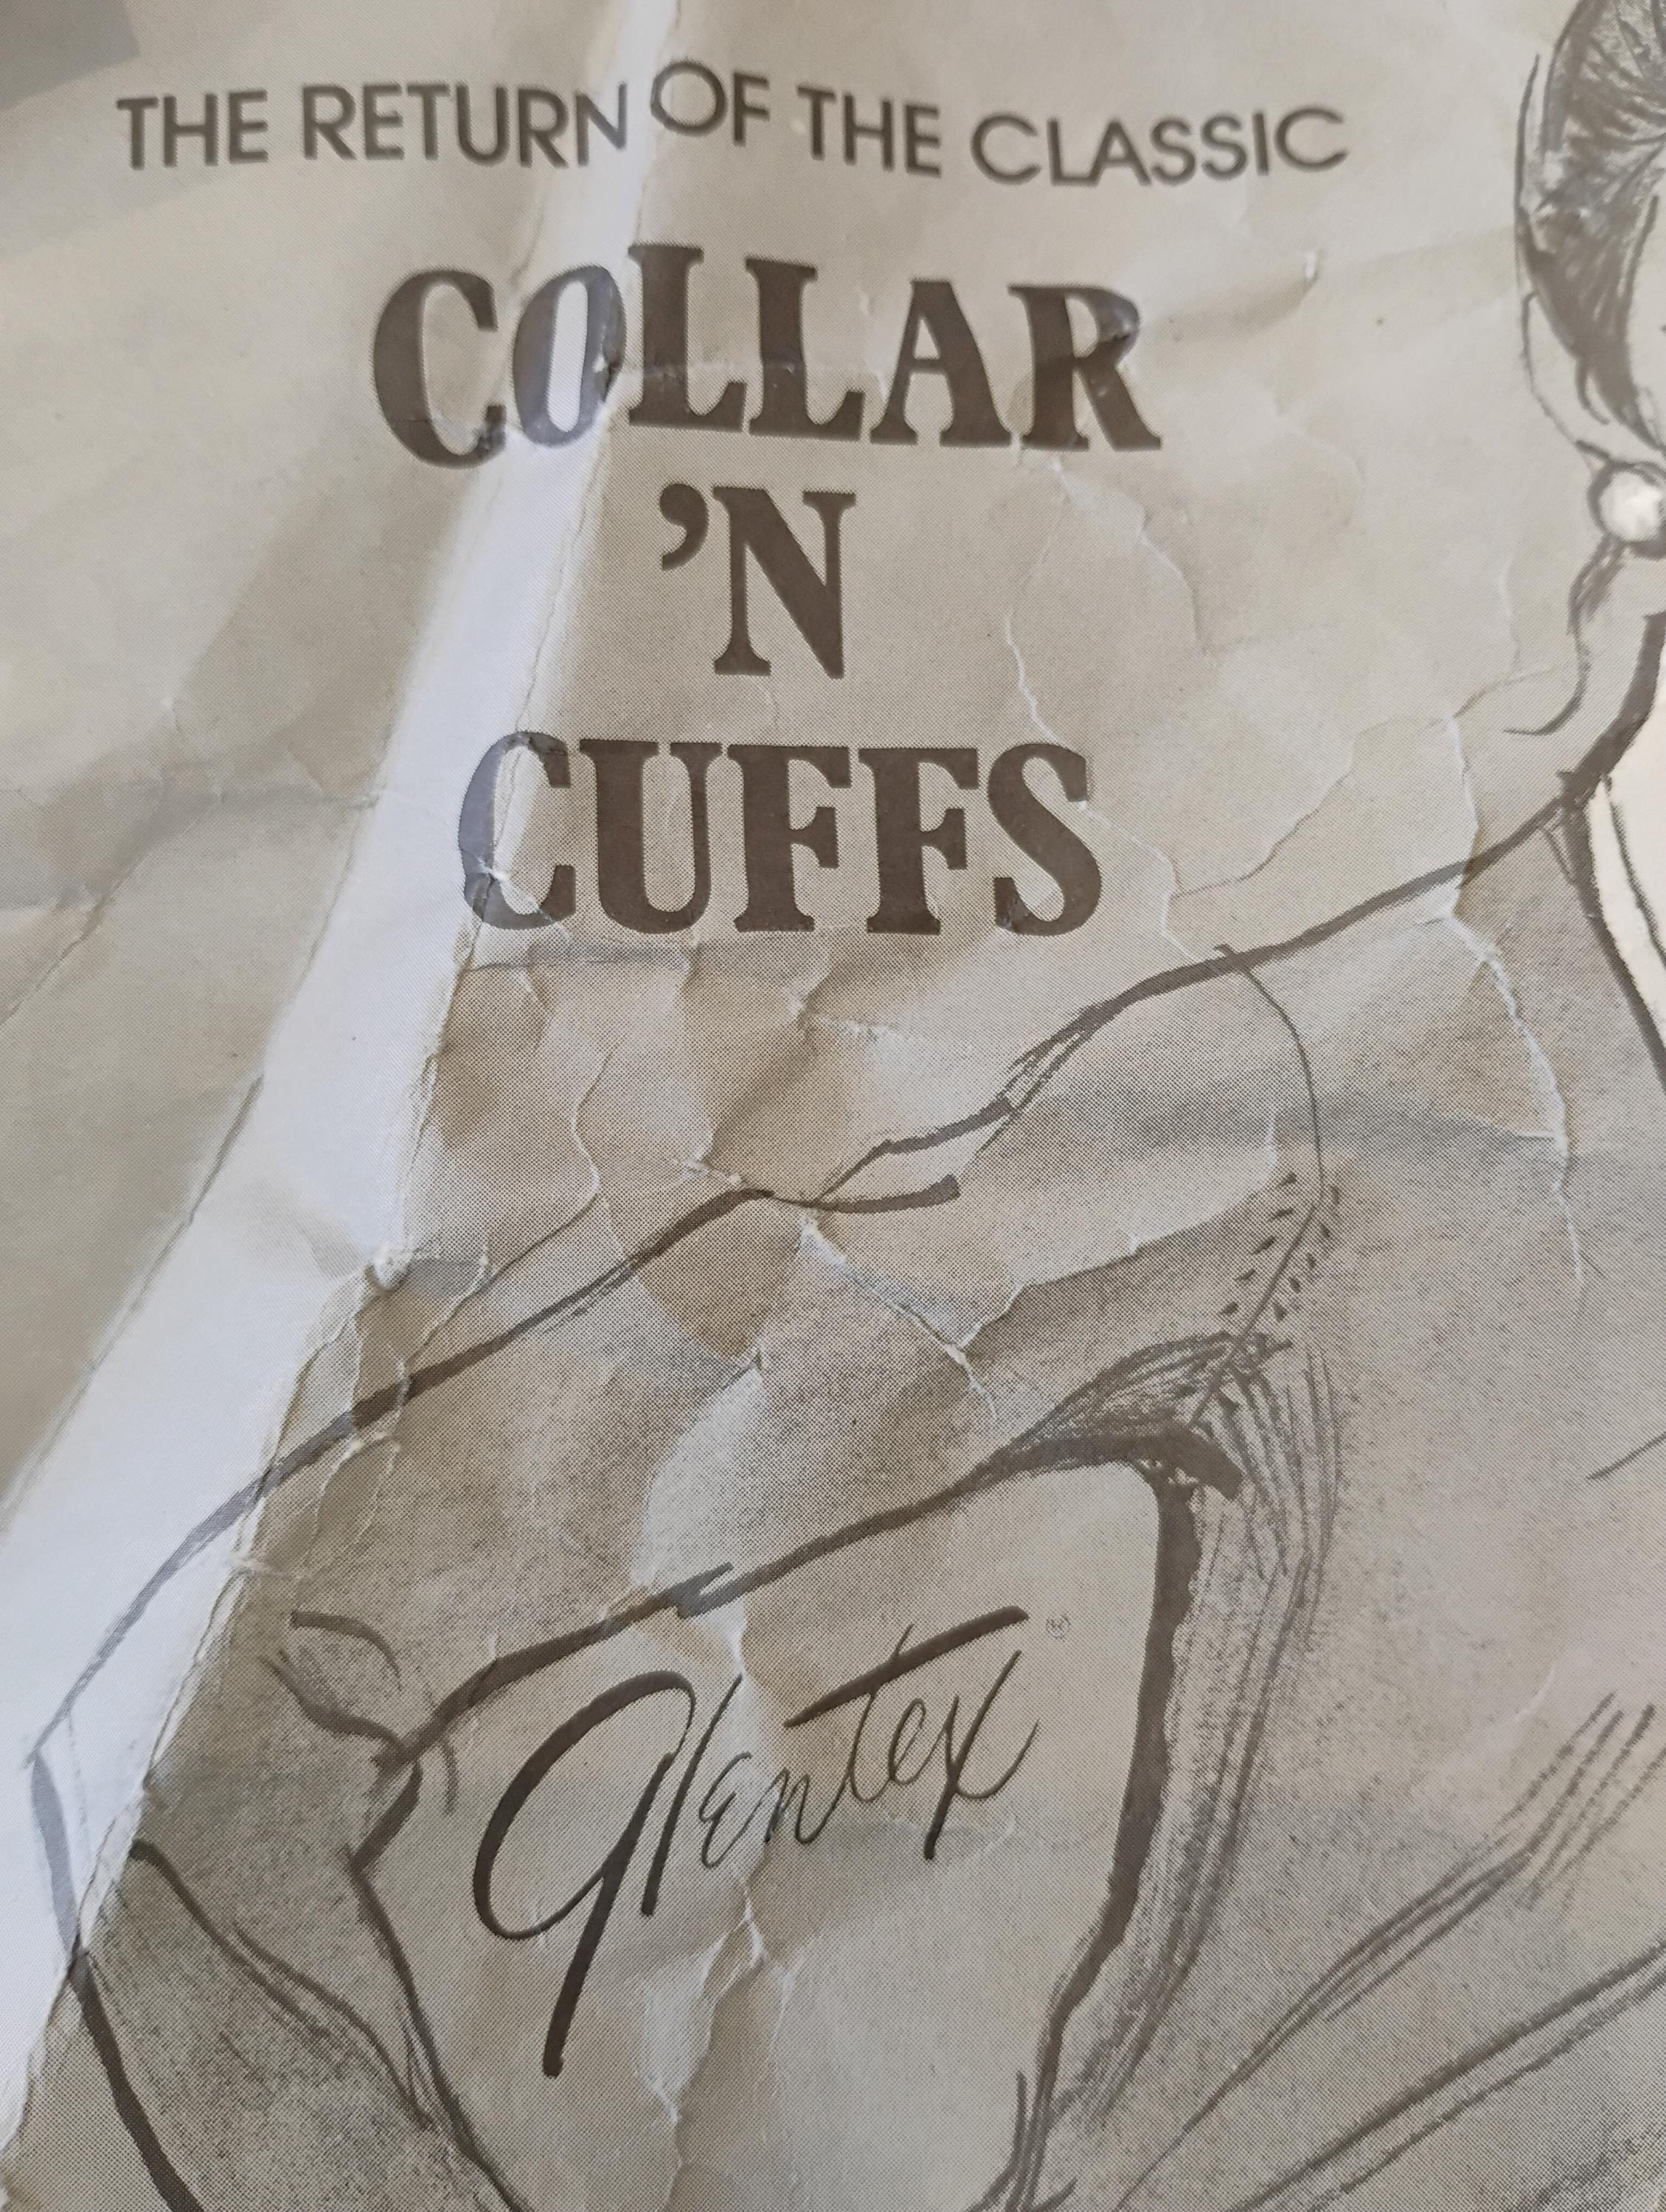 THE RETURN OF THE CLASSIC
COLLAR
'N
CUFFS
Glentex ®